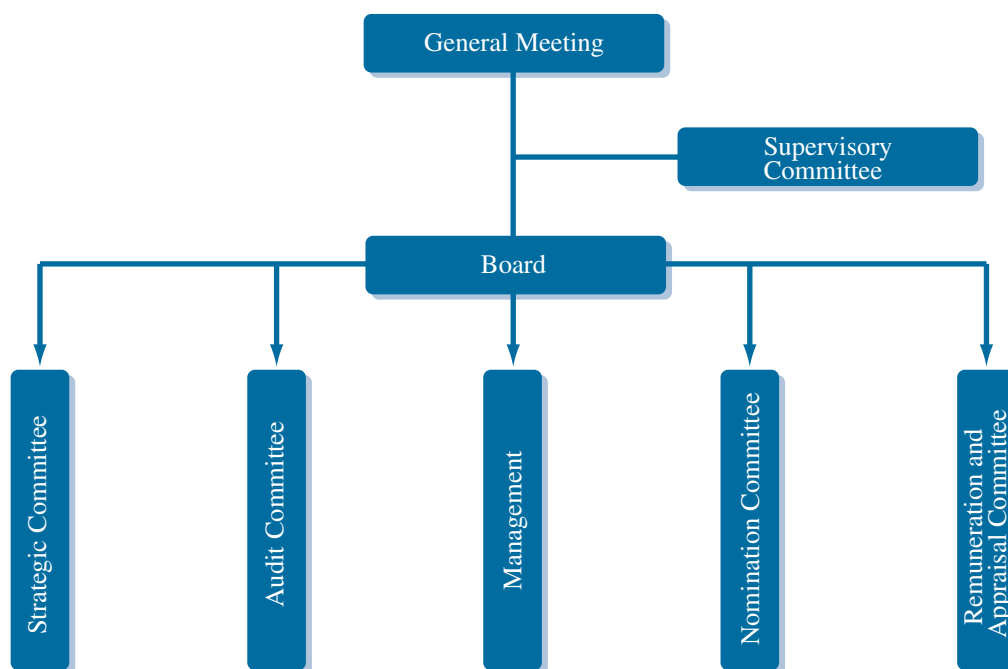 General Meeting
Supervisory
Committee
Board
Strategic Committee
Audit Committee
Management
Nomination Committee
Remuneration and
Appraisal Committee